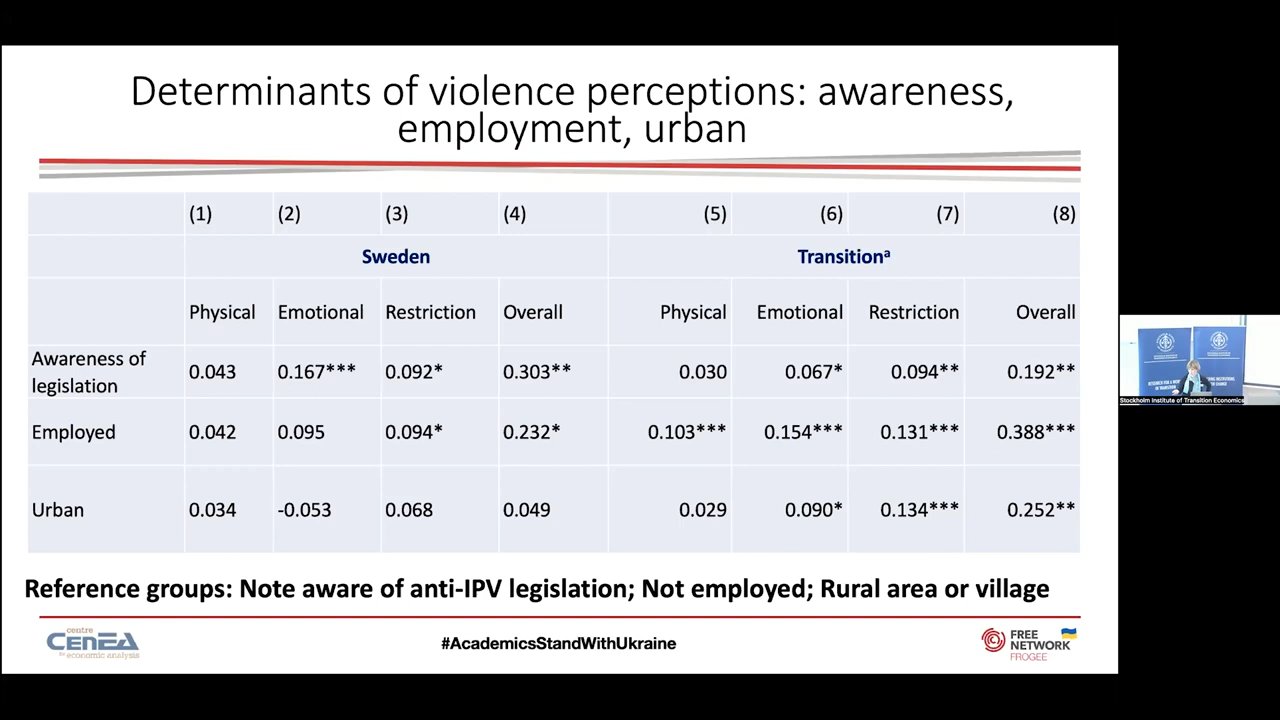 Determinants of violence perceptions: awareness,
employment, urban
(1) (2) (3) (4) (5) (6) (7) (8)
Sweden Transitionᵃ
Physical Emotional Restriction Overall Physical Emotional Restriction Overall
Awareness of
legislation 0.043 0.167*** 0.092* 0.303** 0.030 0.067* 0.094** 0.192**
Employed 0.042 0.095 0.094* 0.232* 0.103*** 0.154*** 0.131*** 0.388***
Urban 0.034 -0.053 0.068 0.049 0.029 0.090* 0.134*** 0.252**
Reference groups: Note aware of anti-IPV legislation; Not employed; Rural area or village
centre
CenEA
for economic analysis
#AcademicsStandWithUkraine
FREE
NETWORK
FROGEE
Stockholm Institute of Transition Economics